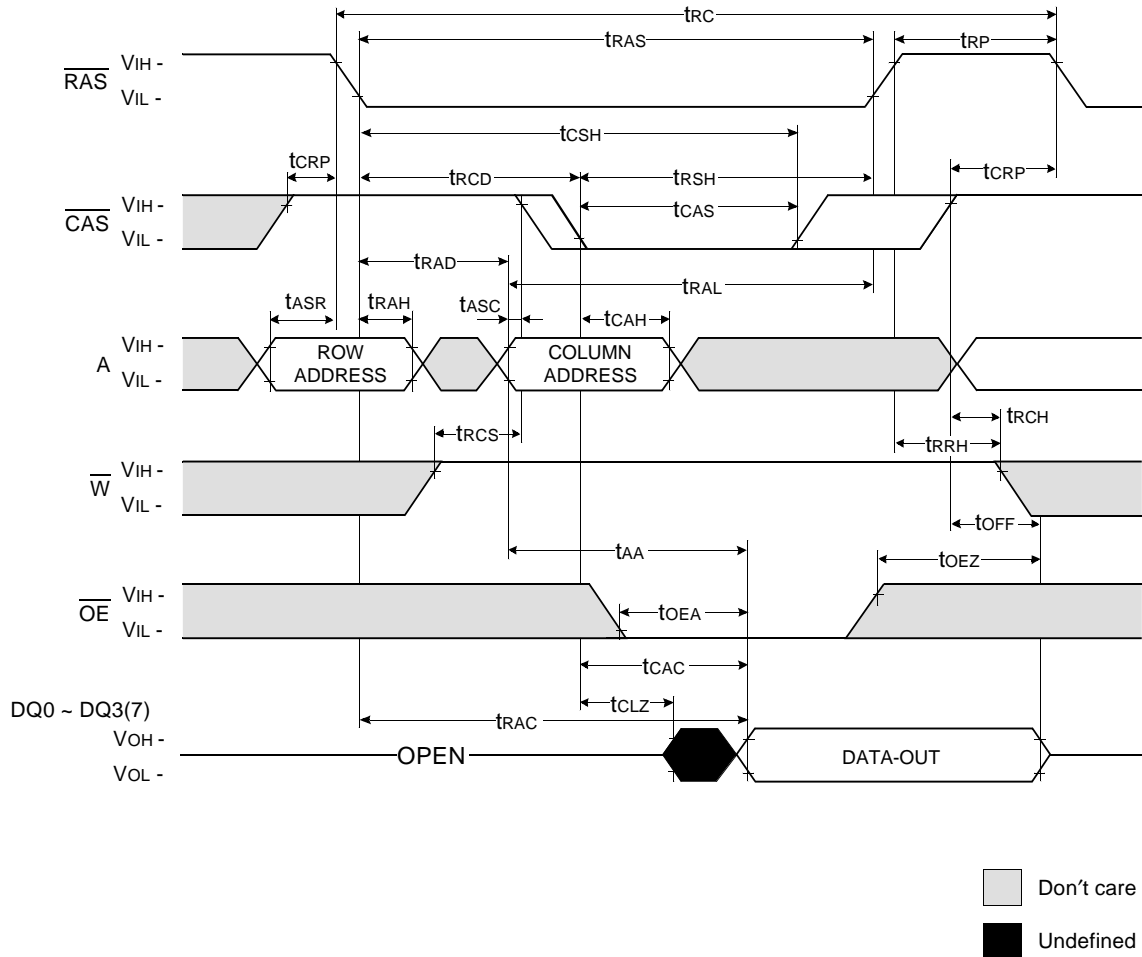 tRC
tRAS
tRP
RAS
VIH -
VIL -
tCSH
tCRP
tRCD
tRSH
tCRP
CAS
VIH -
VIL -
tCAS
tRAD
tRAL
tASR
tRAH
tASC
tCAH
A
VIH -
VIL -
ROW
ADDRESS
COLUMN
ADDRESS
tRCS
tRCH
tRRH
W
VIH -
VIL -
tOFF
tAA
tOEZ
OE
VIH -
VIL -
tOEA
tCAC
DQ0 ~ DQ3(7)
tCLZ
tRAC
VOH -
VOL -
OPEN
DATA-OUT
Don't care
Undefined